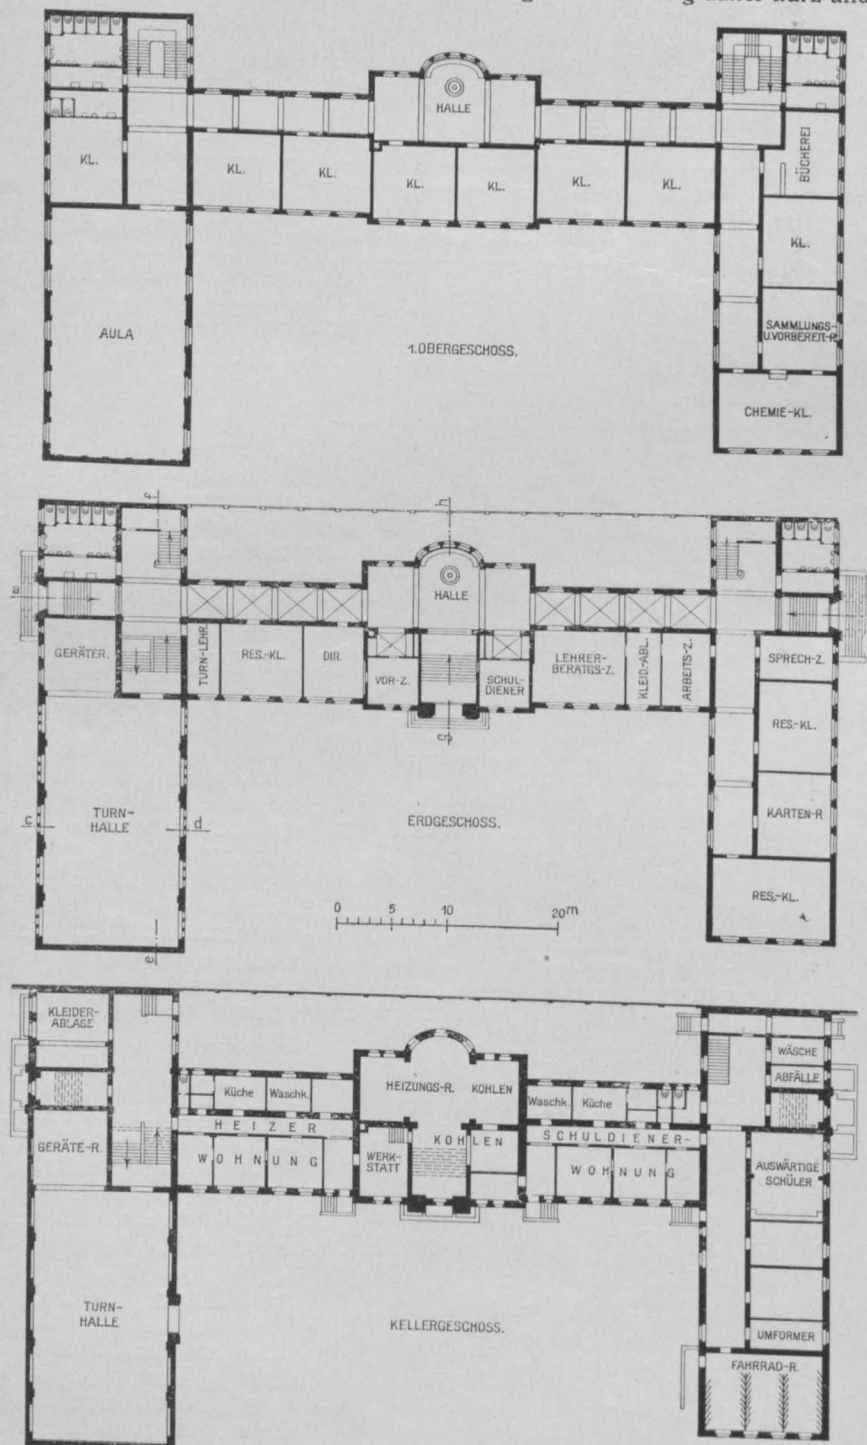 kurz und
HALLE
BÜCHEREI
KL.
KL.
KL.
KL.
KL.
KL.
KL.
KL.
AULA
SAMMLUNGS-
U.VORBEREIT-R.
1.OBERGESCHOSS.
CHEMIE-KL.
f
h
a
HALLE
GERÄTER.
TURN-LEHR.
RES.-KL.
DIR.
VOR-Z.
SCHUL-
DIENER
LEHRER-
BERATGS-Z.
KLEID.-ABL.
ARBEITS-Z.
SPRECH-Z.
g
RES.-KL.
TURN-
HALLE
c
d
ERDGESCHOSS.
KARTEN-R
RES.-KL.
0 5 10 20m
e
KLEIDER-
ABLAGE
WÄSCHE
ABFÄLLE
Küche
Waschk.
HEIZUNGS-R.
KOHLEN
Waschk.
Küche
HEIZER
KOHLEN
SCHULDIENER-
GERÄTE-R.
WOHNUNG
WERK-
STATT
WOHNUNG
AUSWÄRTIGE
SCHÜLER
TURN-
HALLE
KELLERGESCHOSS.
UMFORMER
FAHRRAD-R.